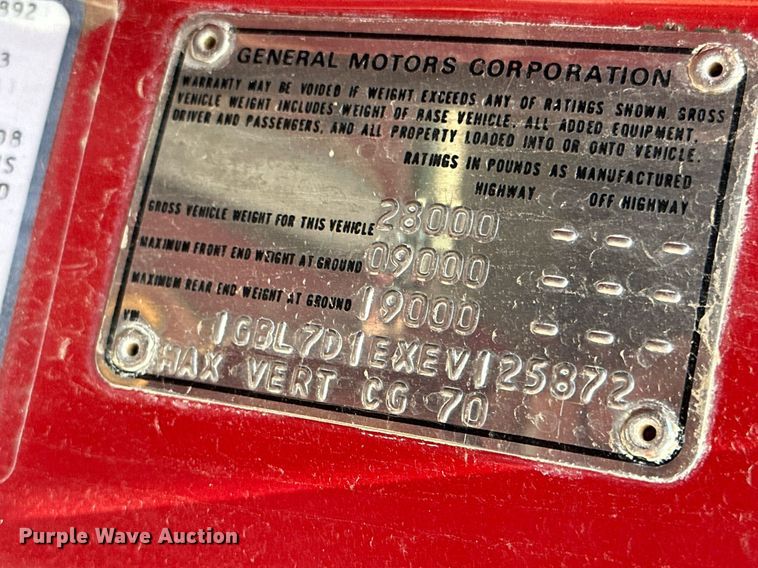 892
3
08
S
GENERAL MOTORS CORPORATION
WARRANTY MAY BE VOIDED IF WEIGHT EXCEEDS ANY OF RATINGS SHOWN. GROSS
VEHICLE WEIGHT INCLUDES WEIGHT OF BASE VEHICLE, ALL ADDED EQUIPMENT,
DRIVER AND PASSENGERS, AND ALL PROPERTY LOADED INTO OR ONTO VEHICLE.
RATINGS IN POUNDS AS MANUFACTURED
HIGHWAY OFF HIGHWAY
GROSS VEHICLE WEIGHT FOR THIS VEHICLE 28000 - - -
MAXIMUM FRONT END WEIGHT AT GROUND 09000 - - -
MAXIMUM REAR END WEIGHT AT GROUND 19000 - - -
VIN 1GBL7D1EXEV125872
MAX VERT CG 70
Purple Wave Auction